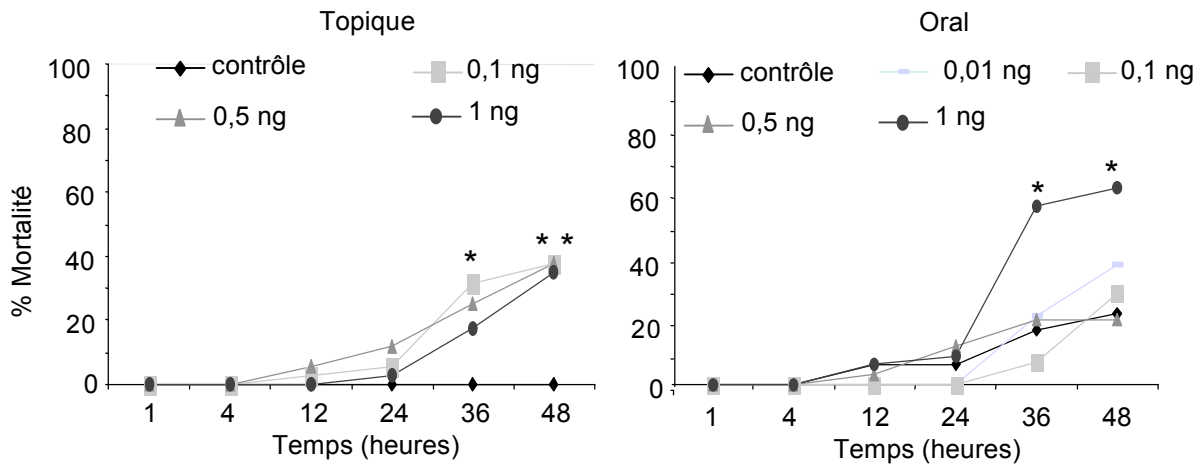 Topique
Oral
100
80
60
40
20
0
% Mortalité
contrôle
0,1 ng
0,5 ng
1 ng
* 
* *
1
4
12
24
36
48
Temps (heures)
100
80
60
40
20
0
contrôle
0,01 ng
0,1 ng
0,5 ng
1 ng
*
*
1
4
12
24
36
48
Temps (heures)